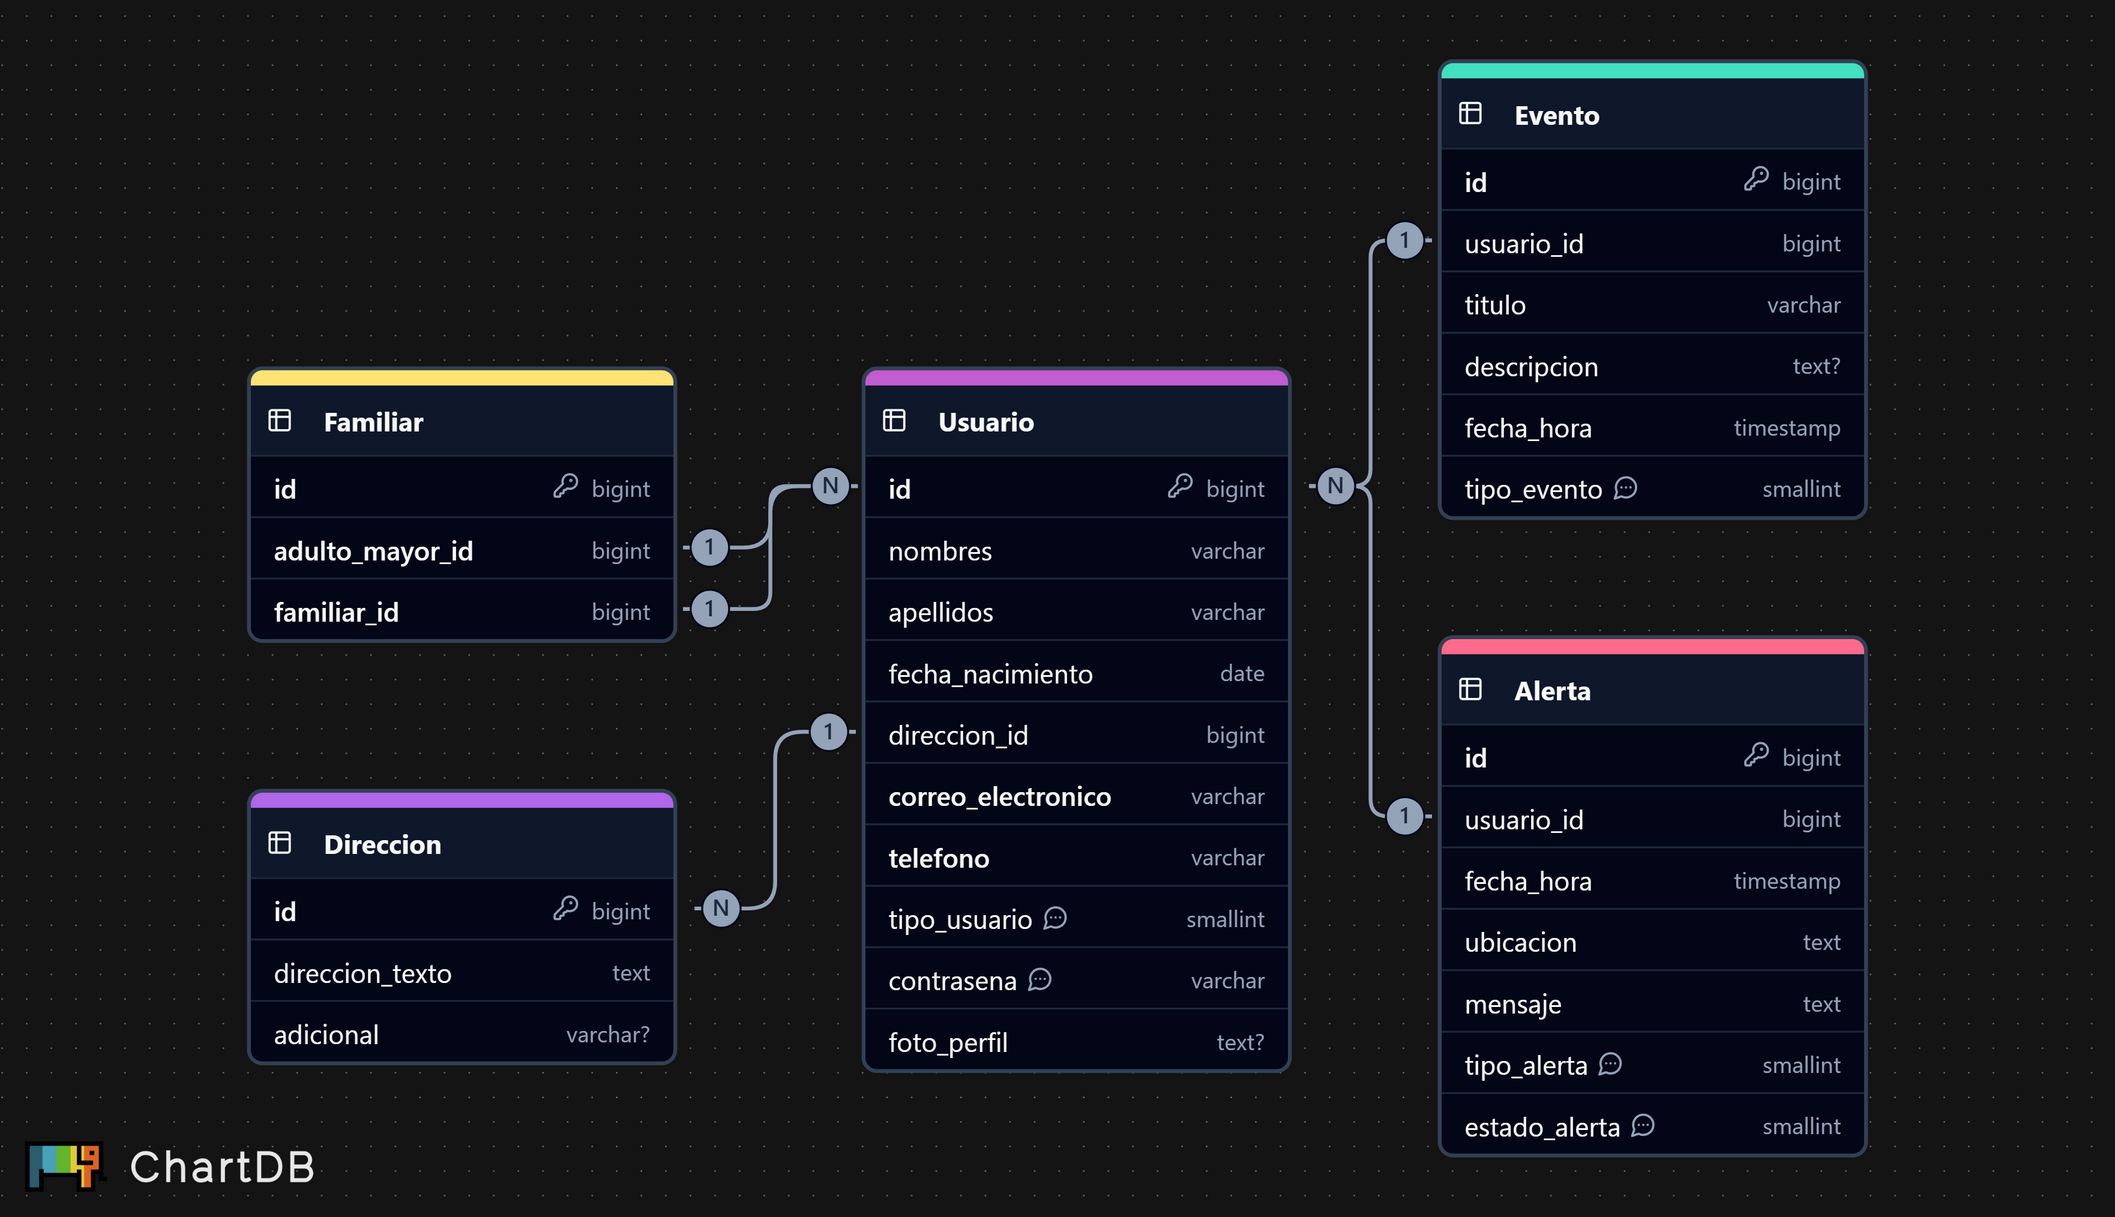 Evento
id bigint
usuario_id bigint
titulo varchar
descripcion text?
fecha_hora timestamp
tipo_evento smallint
Familiar
id bigint
adulto_mayor_id bigint
familiar_id bigint
1
1
N
Usuario
id bigint
nombres varchar
apellidos varchar
fecha_nacimiento date
direccion_id bigint
correo_electronico varchar
telefono varchar
tipo_usuario smallint
contrasena varchar
foto_perfil text?
N
1
1
Direccion
id bigint
direccion_texto text
adicional varchar?
N
1
Alerta
id bigint
usuario_id bigint
fecha_hora timestamp
ubicacion text
mensaje text
tipo_alerta smallint
estado_alerta smallint
ChartDB